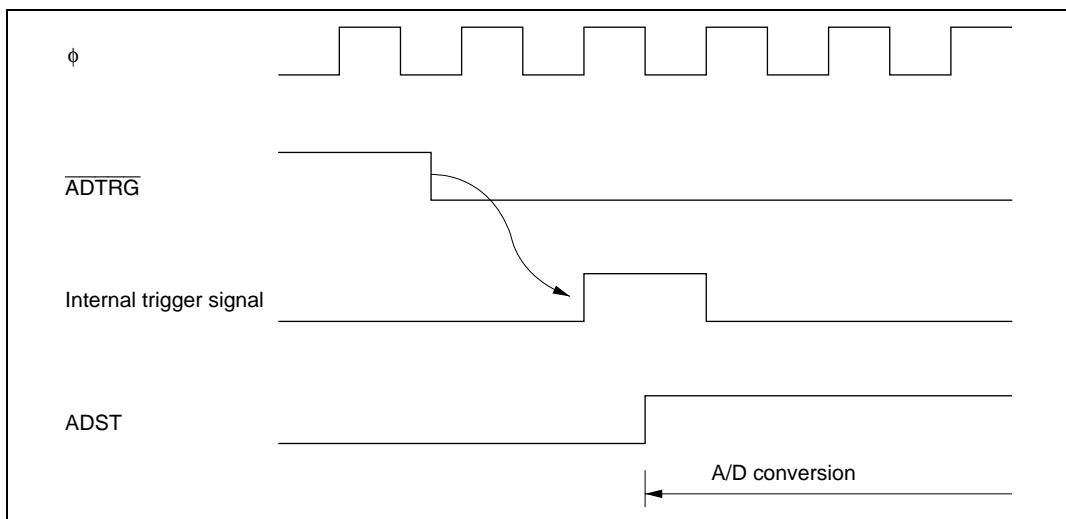 ϕ
ADTRG
Internal trigger signal
ADST
A/D conversion